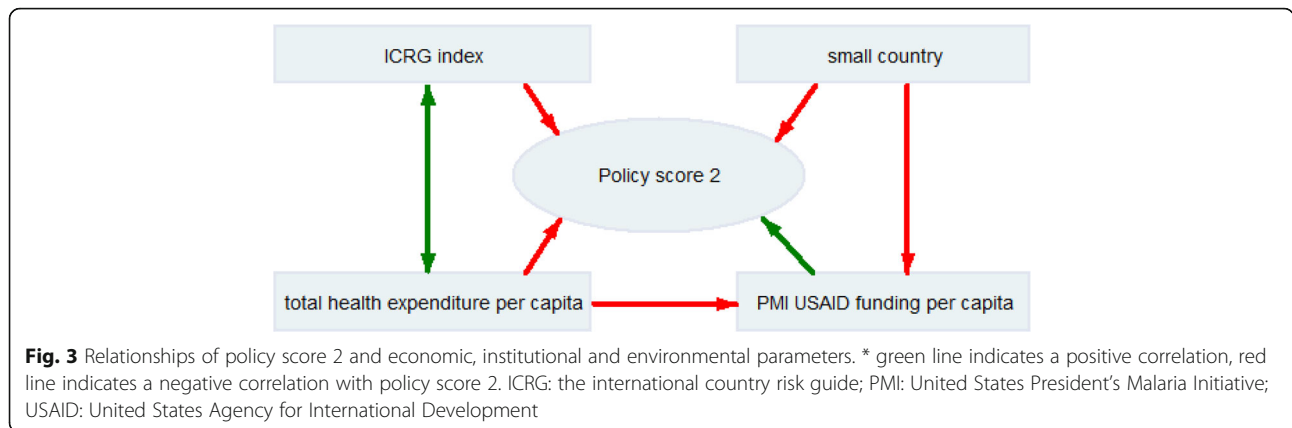 ICRG index
small country
Policy score 2
total health expenditure per capita
PMI USAID funding per capita
Fig. 3 Relationships of policy score 2 and economic, institutional and environmental parameters. * green line indicates a positive correlation, red
line indicates a negative correlation with policy score 2. ICRG: the international country risk guide; PMI: United States President's Malaria Initiative;
USAID: United States Agency for International Development